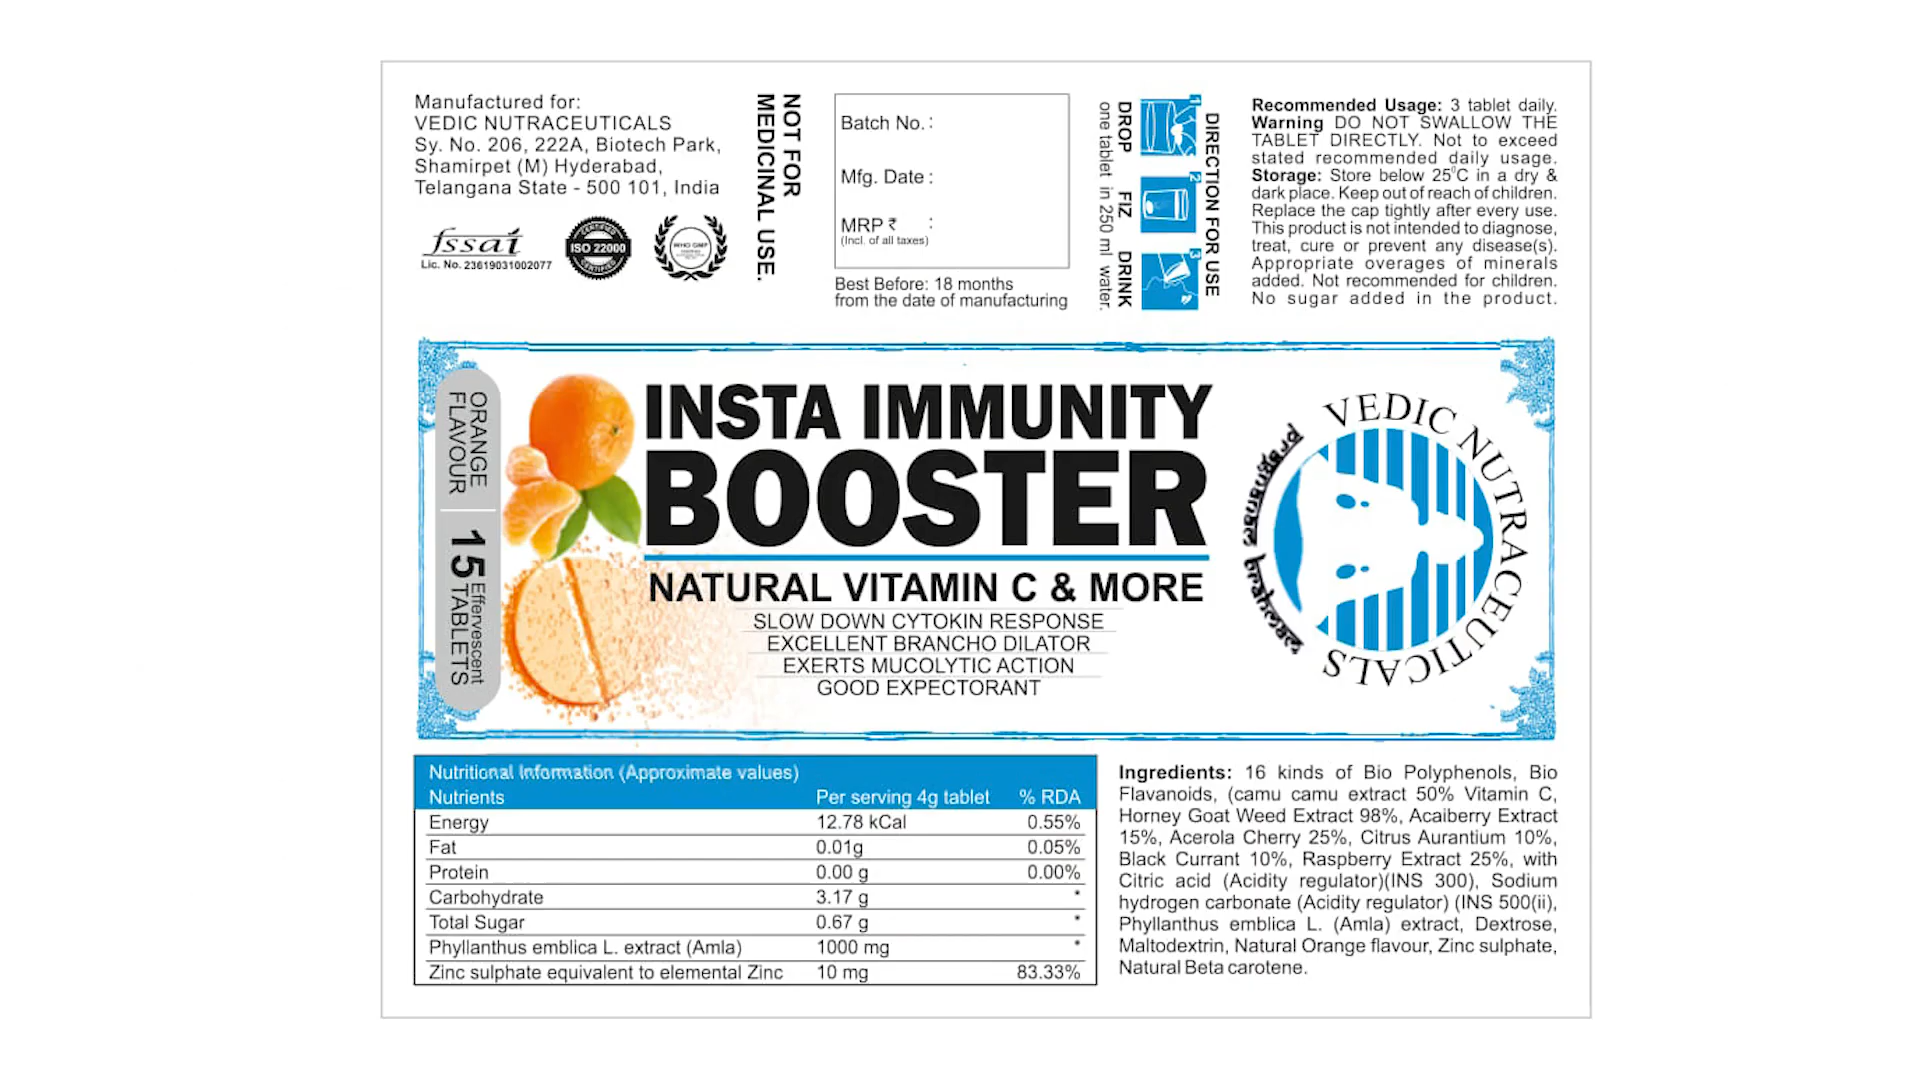 Manufactured for:
VEDIC NUTRACEUTICALS
Sy. No. 206, 222A, Biotech Park,
Shamirpet (M) Hyderabad,
Telangana State - 500 101, India
fssai
Lic. No. 23619031002077
CERTIFIED
ISO 22000
CERTIFIED
WHO GMP
NOT FOR
MEDICINAL USE.
Batch No. :
Mfg. Date :
MRP ₹ :
(Incl. of all taxes)
Best Before: 18 months
from the date of manufacturing
DIRECTION FOR USE
1 2 3
DROP FIZ DRINK
one tablet in 250 ml water.
Recommended Usage: 3 tablet daily.
Warning DO NOT SWALLOW THE
TABLET DIRECTLY. Not to exceed
stated recommended daily usage.
Storage: Store below 25°C in a dry &
dark place. Keep out of reach of children.
Replace the cap tightly after every use.
This product is not intended to diagnose,
treat, cure or prevent any disease(s).
Appropriate overages of minerals
added. Not recommended for children.
No sugar added in the product.
ORANGE
FLAVOUR
15 Effervescent
TABLETS
INSTA IMMUNITY
BOOSTER
NATURAL VITAMIN C & MORE
SLOW DOWN CYTOKIN RESPONSE
EXCELLENT BRANCHO DILATOR
EXERTS MUCOLYTIC ACTION
GOOD EXPECTORANT
VEDIC NUTRACEUTICALS
Nutritional Information (Approximate values)
Nutrients Per serving 4g tablet % RDA
Energy 12.78 kCal 0.55%
Fat 0.01g 0.05%
Protein 0.00 g 0.00%
Carbohydrate 3.17 g *
Total Sugar 0.67 g *
Phyllanthus emblica L. extract (Amla) 1000 mg *
Zinc sulphate equivalent to elemental Zinc 10 mg 83.33%
Ingredients: 16 kinds of Bio Polyphenols, Bio
Flavanoids, (camu camu extract 50% Vitamin C,
Horney Goat Weed Extract 98%, Acaiberry Extract
15%, Acerola Cherry 25%, Citrus Aurantium 10%,
Black Currant 10%, Raspberry Extract 25%, with
Citric acid (Acidity regulator)(INS 300), Sodium
hydrogen carbonate (Acidity regulator) (INS 500(ii),
Phyllanthus emblica L. (Amla) extract, Dextrose,
Maltodextrin, Natural Orange flavour, Zinc sulphate,
Natural Beta carotene.